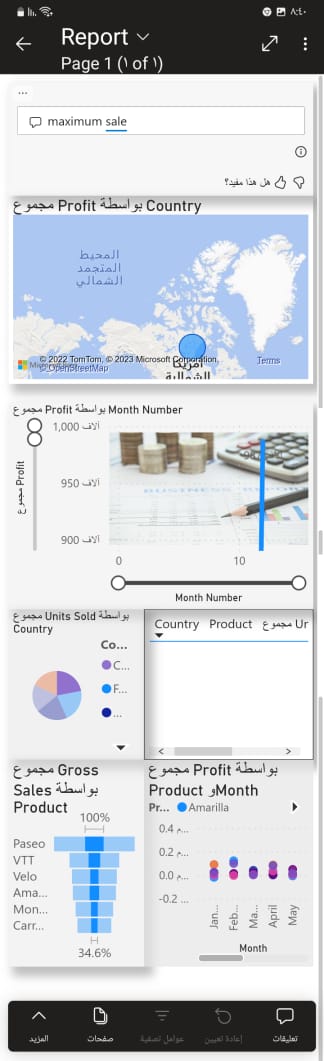 ٨:٤٠
Report
Page 1 (١ of ١)
...
maximum sale
هل هذا مفيد؟
مجموع Profit بواسطة Country
المحيط
المتجمد
الشمالي
أمريكا
الشمالية
© 2022 TomTom, © 2023 Microsoft Corporation,
© OpenStreetMap
Terms
مجموع Profit بواسطة Month Number
1,000 آلاف
950 آلاف
900 آلاف
مجموع Profit
0
10
Month Number
مجموع Units Sold بواسطة
Country
Co...
C...
F...
...
Country Product مجموع Ur
مجموع Gross
Sales بواسطة
Product
100%
Paseo
VTT
Velo
Ama...
Mon...
Carr...
34.6%
مجموع Profit بواسطة
Product وMonth
Pr... Amarilla
0.4 م...
0.2 م...
0.0 م...
-0.2 ...
Jan...
Feb...
Ma...
April
May
Month
المزيد
صفحات
عوامل تصفية
إعادة تعيين
تعليقات